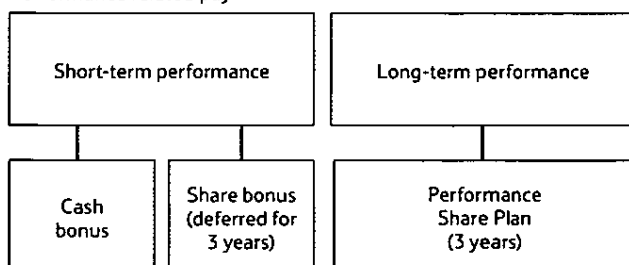 Short-term performance
Long-term performance
Cash
bonus
Share bonus
(deferred for
3 years)
Performance
Share Plan
(3 years)